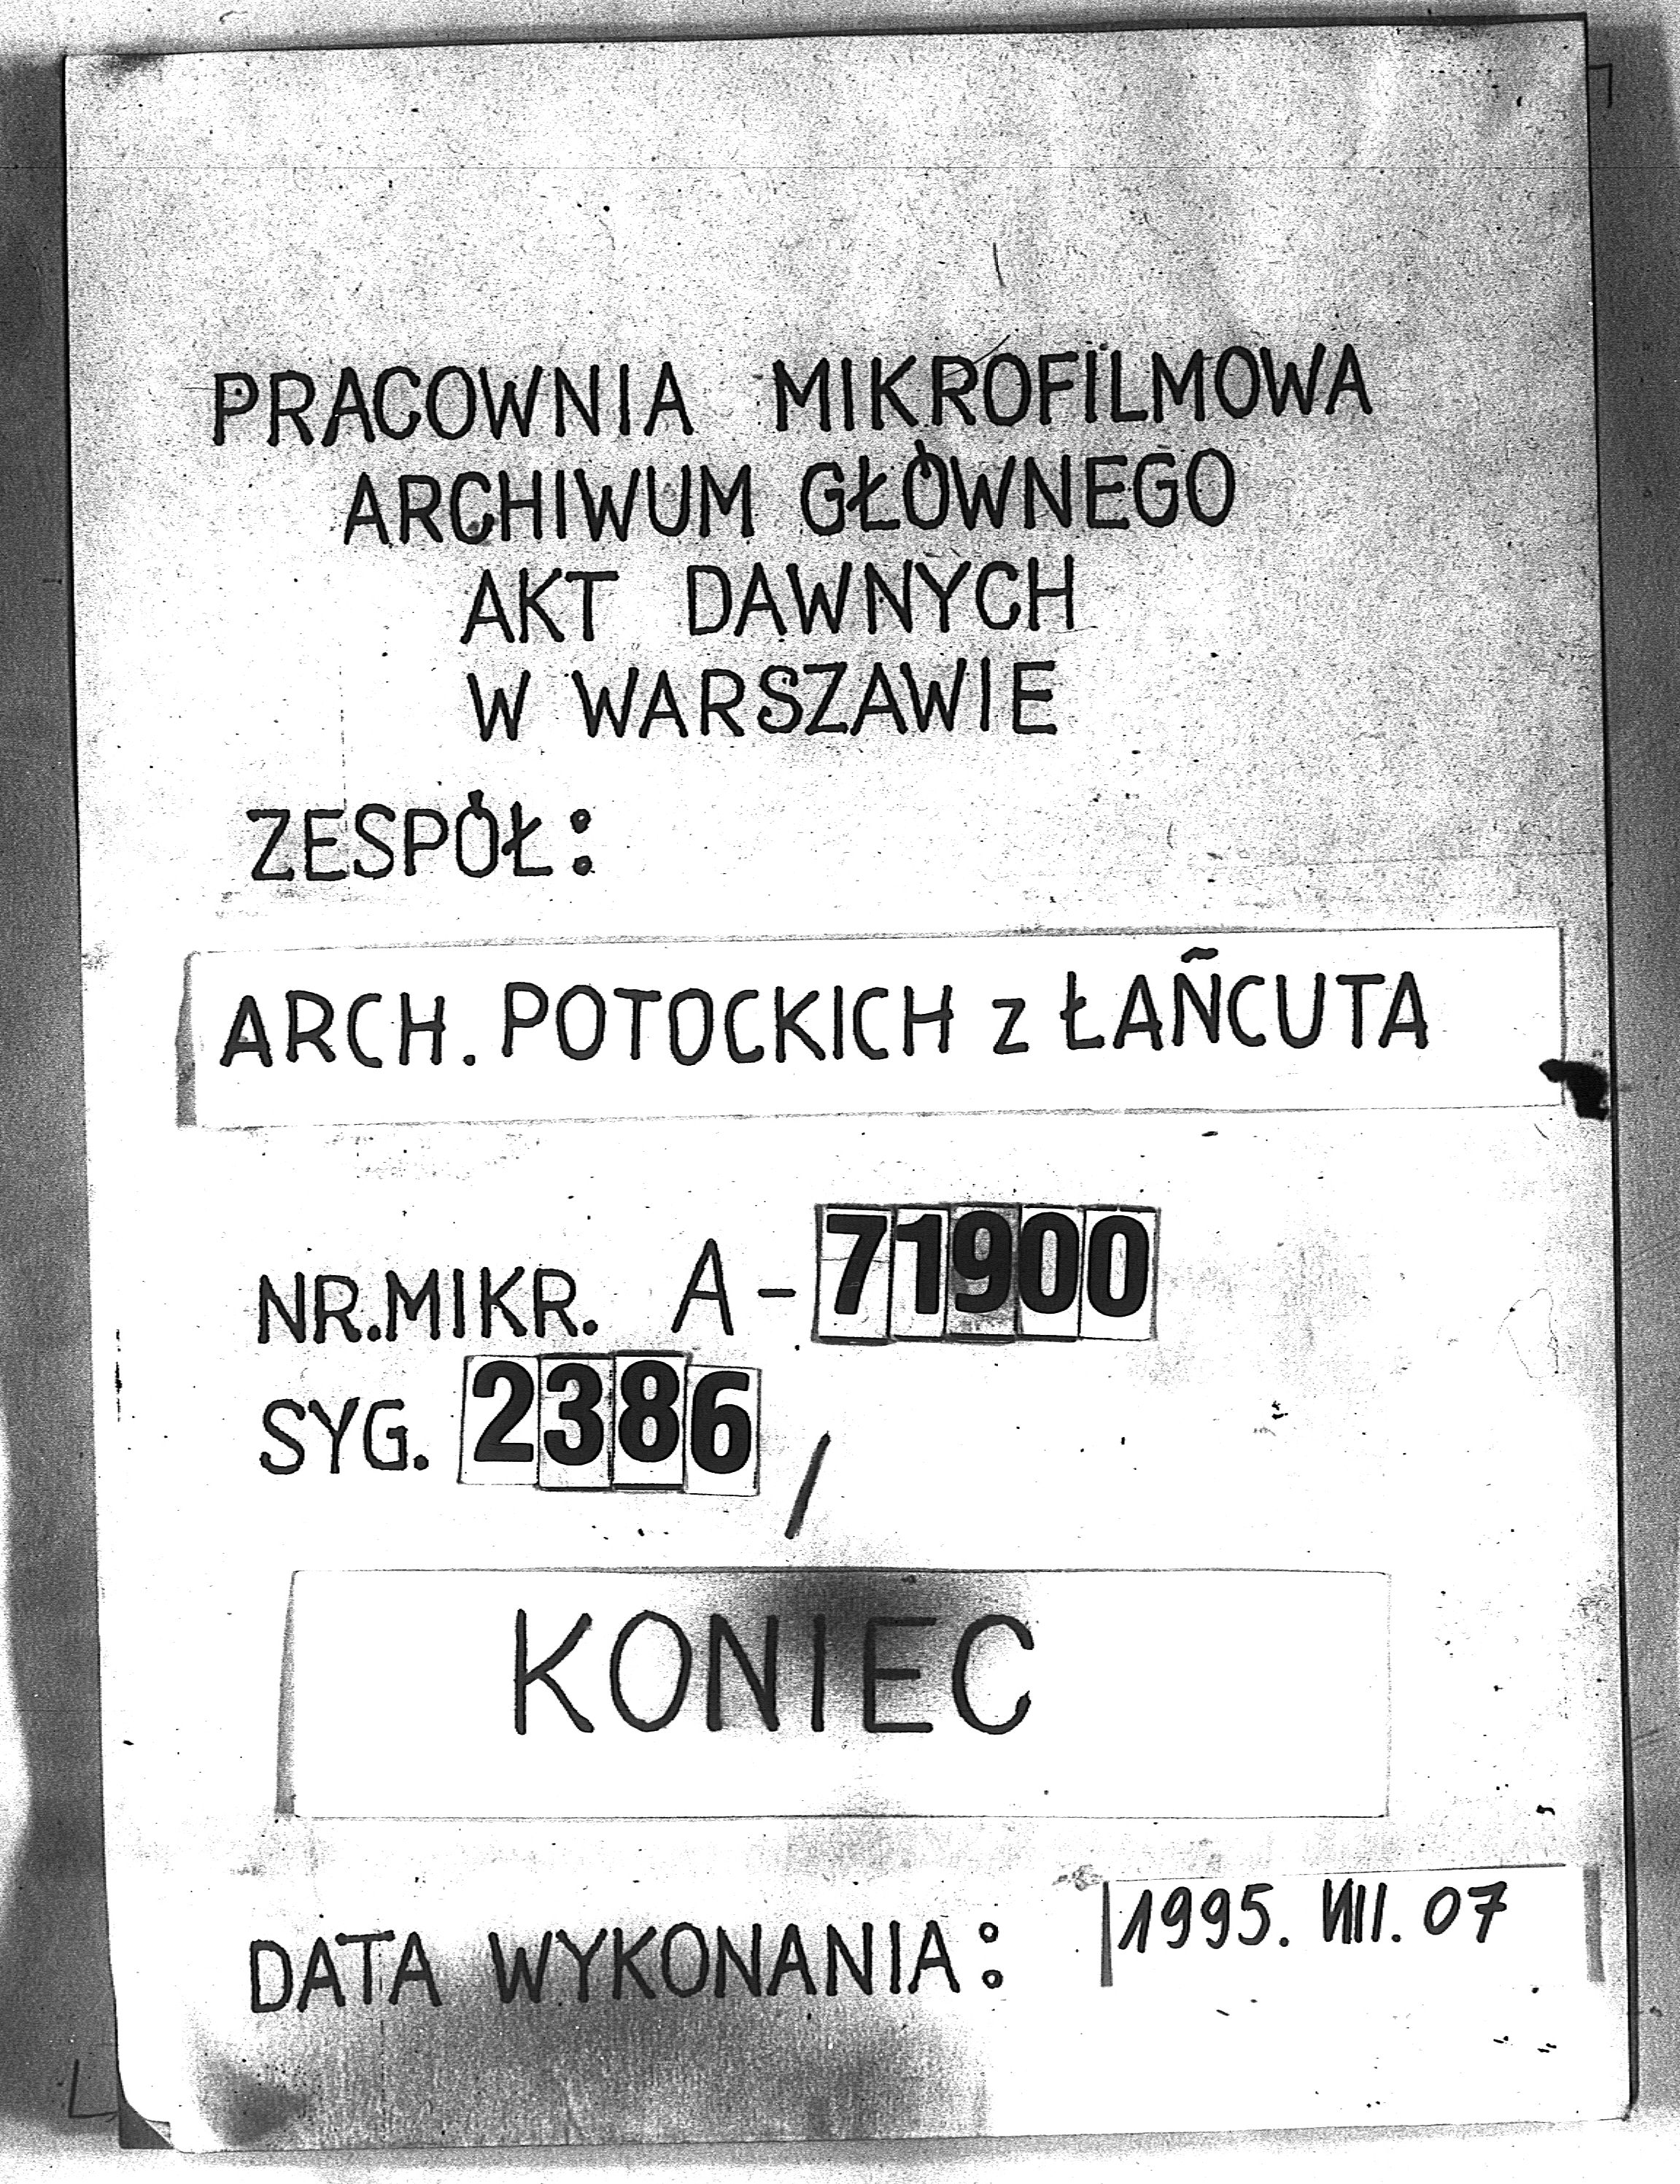 PRACOWNIA MIKROFILMOWA
ARCHIWUM GŁÓWNEGO
AKT DAWNYCH
W WARSZAWIE
ZESPÓŁ:
ARCH. POTOCKICH z ŁAŃCUTA
NR.MIKR. A-71900
SYG. 2386 /
KONIEC
DATA WYKONANIA: 1995. VIII. 07